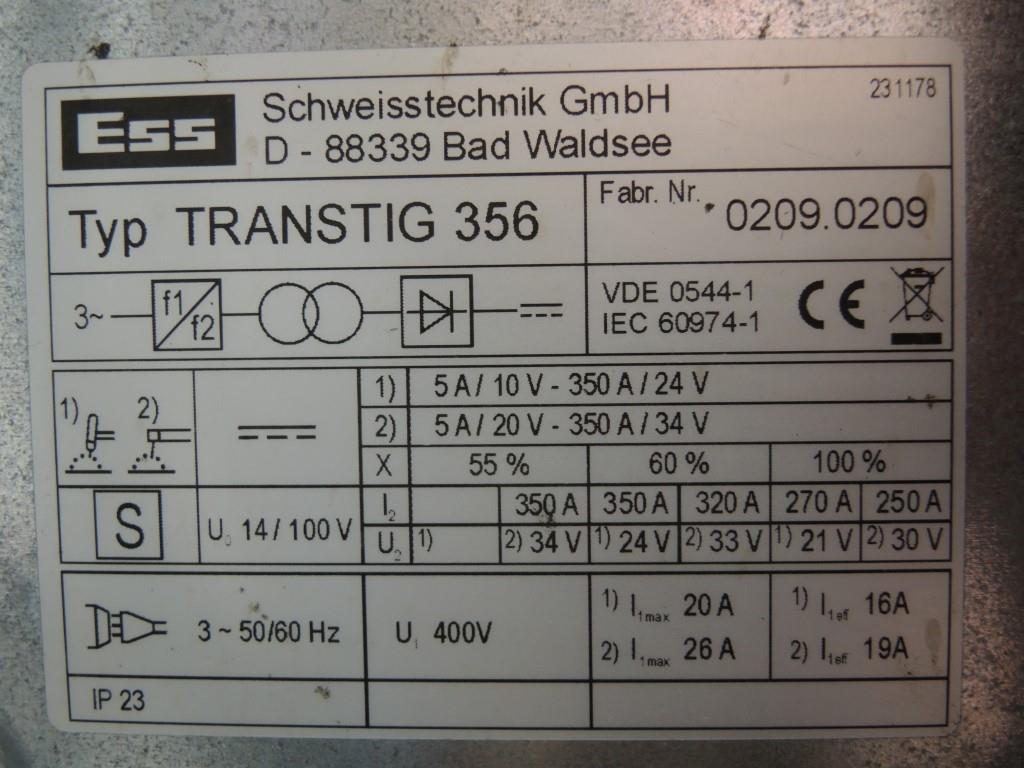 Ess
Schweisstechnik GmbH
D - 88339 Bad Waldsee
231178
Typ TRANSTIG 356
Fabr. Nr. 0209.0209
3~ f1/f2
VDE 0544-1
IEC 60974-1
CE
1) 2)
1) 5 A / 10 V - 350 A / 24 V
2) 5 A / 20 V - 350 A / 34 V
X 55 % 60 % 100 %
S
U₀ 14 / 100 V
I₂ 350 A 350 A 320 A 270 A 250 A
U₂ 1) 2) 34 V 1) 24 V 2) 33 V 1) 21 V 2) 30 V
3 ~ 50/60 Hz
U₁ 400V
1) I₁max 20 A
2) I₁max 26 A
1) I₁eff 16A
2) I₁eff 19A
IP 23